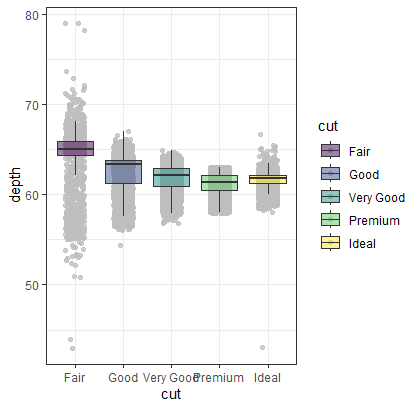 80
70
60
50
depth
Fair
Good
Very Good
Premium
Ideal
cut
cut
Fair
Good
Very Good
Premium
Ideal